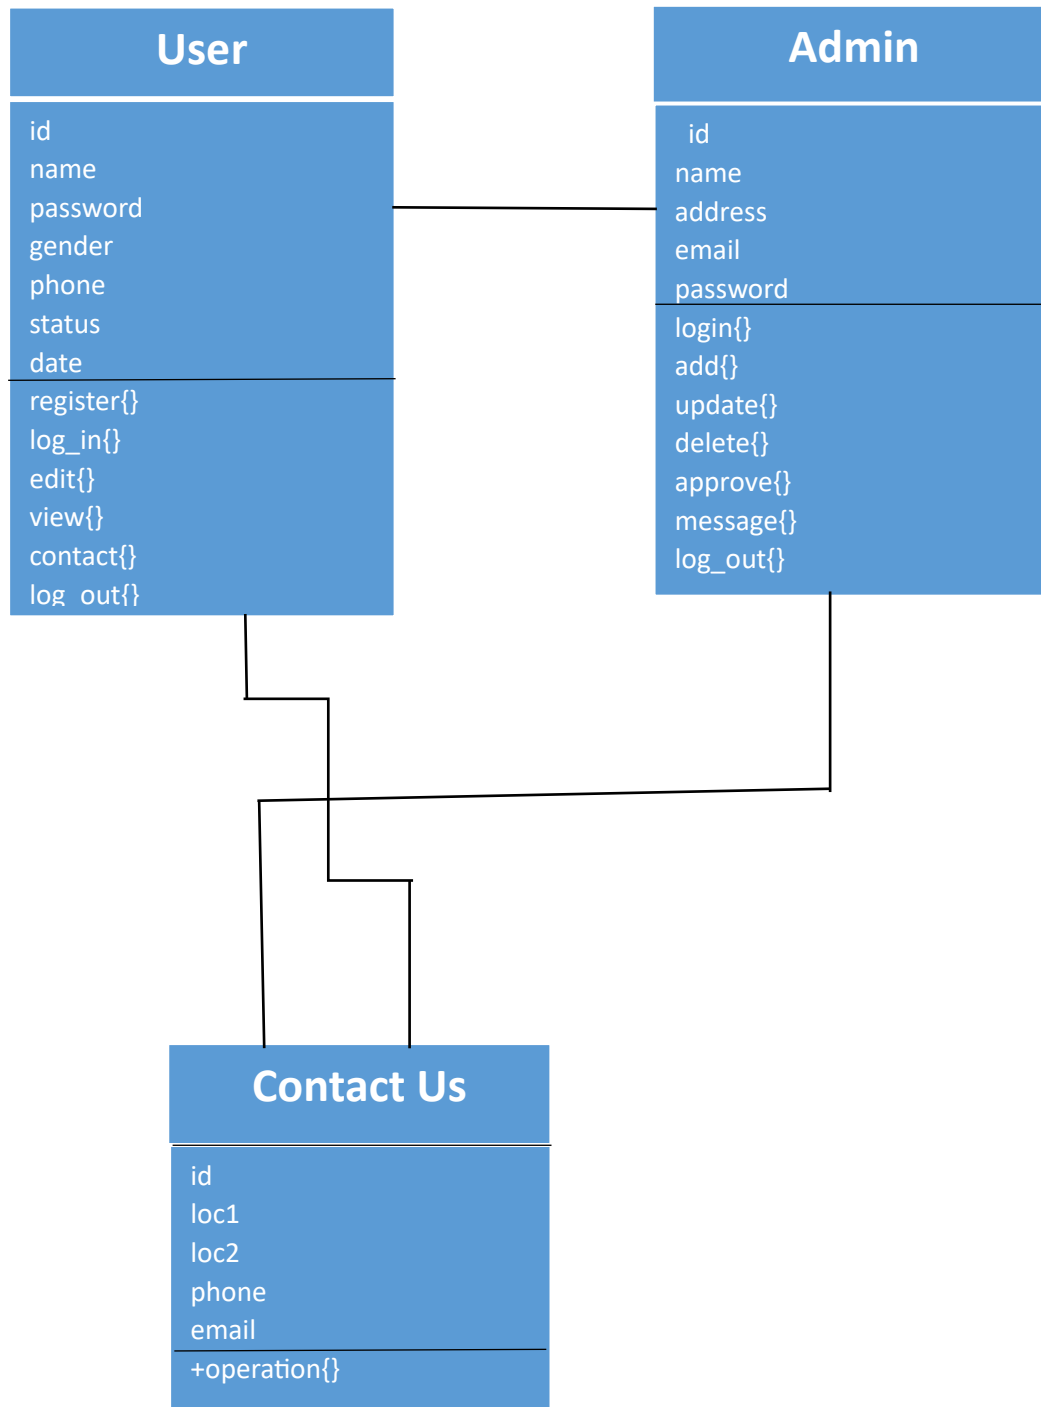 User
id
name
password
gender
phone
status
date
register{}
log_in{}
edit{}
view{}
contact{}
log_out{}
Admin
id
name
address
email
password
login{}
add{}
update{}
delete{}
approve{}
message{}
log_out{}
Contact Us
id
loc1
loc2
phone
email
+operation{}